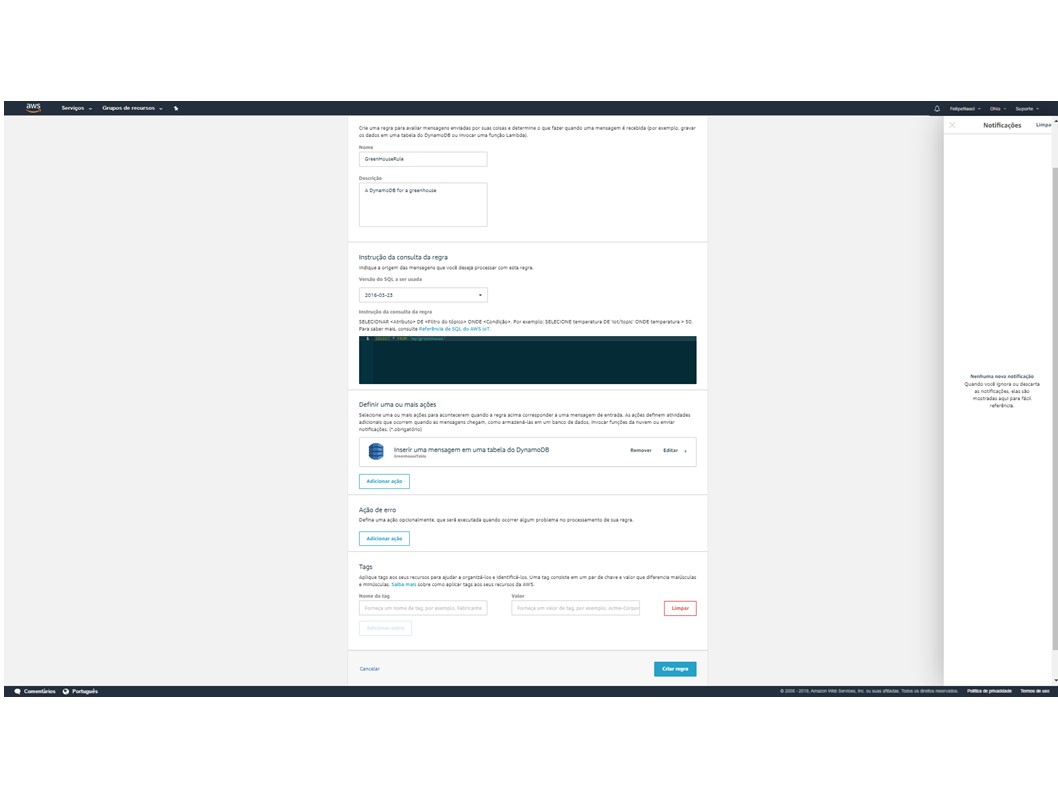 aws Serviços Grupos de recursos FelipeNasd Ohio Suporte
Notificações Limpa
Crie uma regra para avaliar mensagens enviadas por suas coisas e determine o que fazer quando uma mensagem é recebida (por exemplo, gravar
os dados em uma tabela do DynamoDB ou invocar uma função Lambda).
Nome
GreenHouseRule
Descrição
A DynamoDB for a greenhouse
Instrução da consulta da regra
Indique a origem das mensagens que você deseja processar com esta regra.
Versão do SQL a ser usada
2016-03-23
Instrução da consulta da regra
SELECIONAR <Atributo> DE <Filtro do tópico> ONDE <Condição>. Por exemplo: SELECIONE temperatura DE 'iot/topic' ONDE temperatura > 50.
Para saber mais, consulte Referência de SQL do AWS IoT.
1 SELECT * FROM 'my/greenhouse'
Definir uma ou mais ações
Selecione uma ou mais ações para acontecerem quando a regra acima corresponder a uma mensagem de entrada. As ações definem atividades
adicionais que ocorrem quando as mensagens chegam, como armazená-los em um banco de dados, invocar funções da nuvem ou enviar
notificações. (*.obrigatório)
Inserir uma mensagem em uma tabela do DynamoDB
GreenhouseTable
Remover Editar
Adicionar ação
Ação de erro
Defina uma ação opcionalmente, que será executada quando ocorrer algum problema no processamento de sua regra.
Adicionar ação
Tags
Aplique tags aos seus recursos para ajudar a organizá-los e identificá-los. Uma tag consiste em um par de chave e valor que diferencia maiúsculas
e minúsculas. Saiba mais sobre como aplicar tags aos seus recursos da AWS.
Nome da tag Valor
Forneça um nome de tag, por exemplo, Fabricante Forneça um valor de tag, por exemplo, Acme-Corpor Limpar
Adicionar outro
Cancelar Criar regra
Nenhuma nova notificação
Quando você ignora ou descarta
as notificações, elas são
mostradas aqui para fácil
referência.
Comentários Português © 2008 - 2019, Amazon Web Services, Inc. ou suas afiliadas. Todos os direitos reservados. Política de privacidade Termos de uso